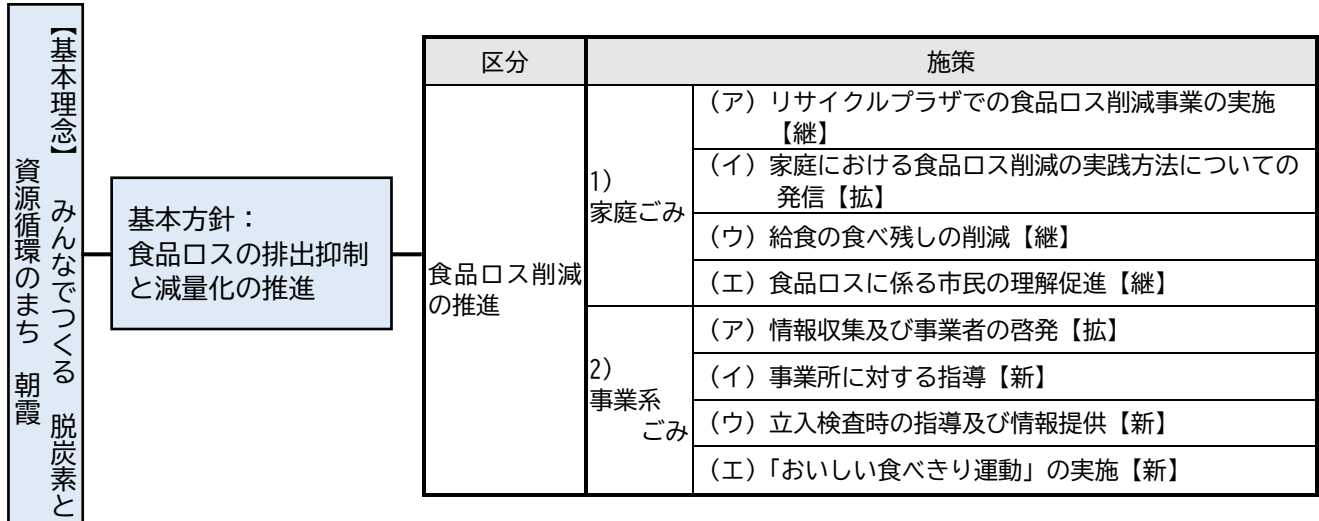 【基本理念】 みんなでつくる 脱炭素と
資源循環のまち 朝霞
基本方針：
食品ロスの排出抑制
と減量化の推進
区分
施策
食品ロス削減
の推進
1）
家庭ごみ
（ア）リサイクルプラザでの食品ロス削減事業の実施
【継】
（イ）家庭における食品ロス削減の実践方法についての
発信【拡】
（ウ）給食の食べ残しの削減【継】
（エ）食品ロスに係る市民の理解促進【継】
2）
事業系
ごみ
（ア）情報収集及び事業者の啓発【拡】
（イ）事業所に対する指導【新】
（ウ）立入検査時の指導及び情報提供【新】
（エ）「おいしい食べきり運動」の実施【新】